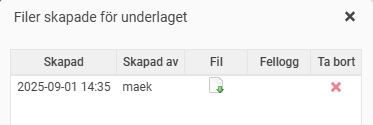 Filer skapade för underlaget
Skapad Skapad av Fil Fellogg Ta bort
2025-09-01 14:35 maek